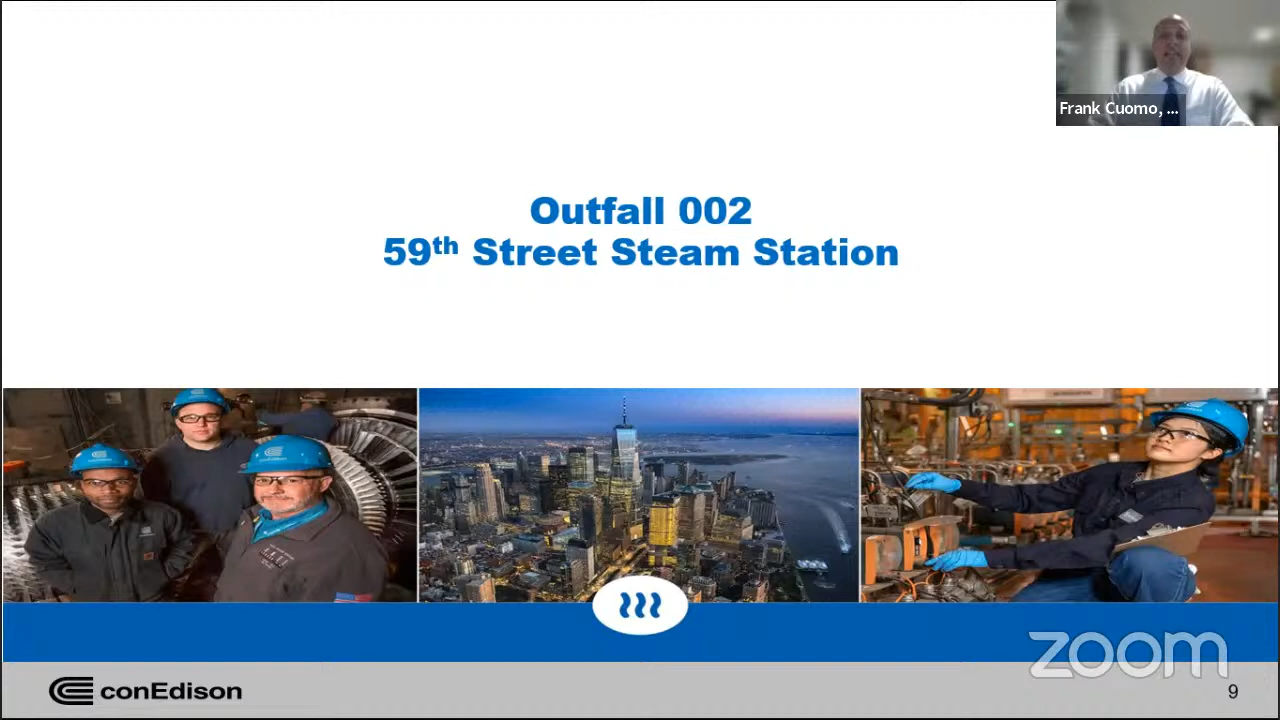 Frank Cuomo, ...
Outfall 002
59th Street Steam Station
conEdison
zoom
9